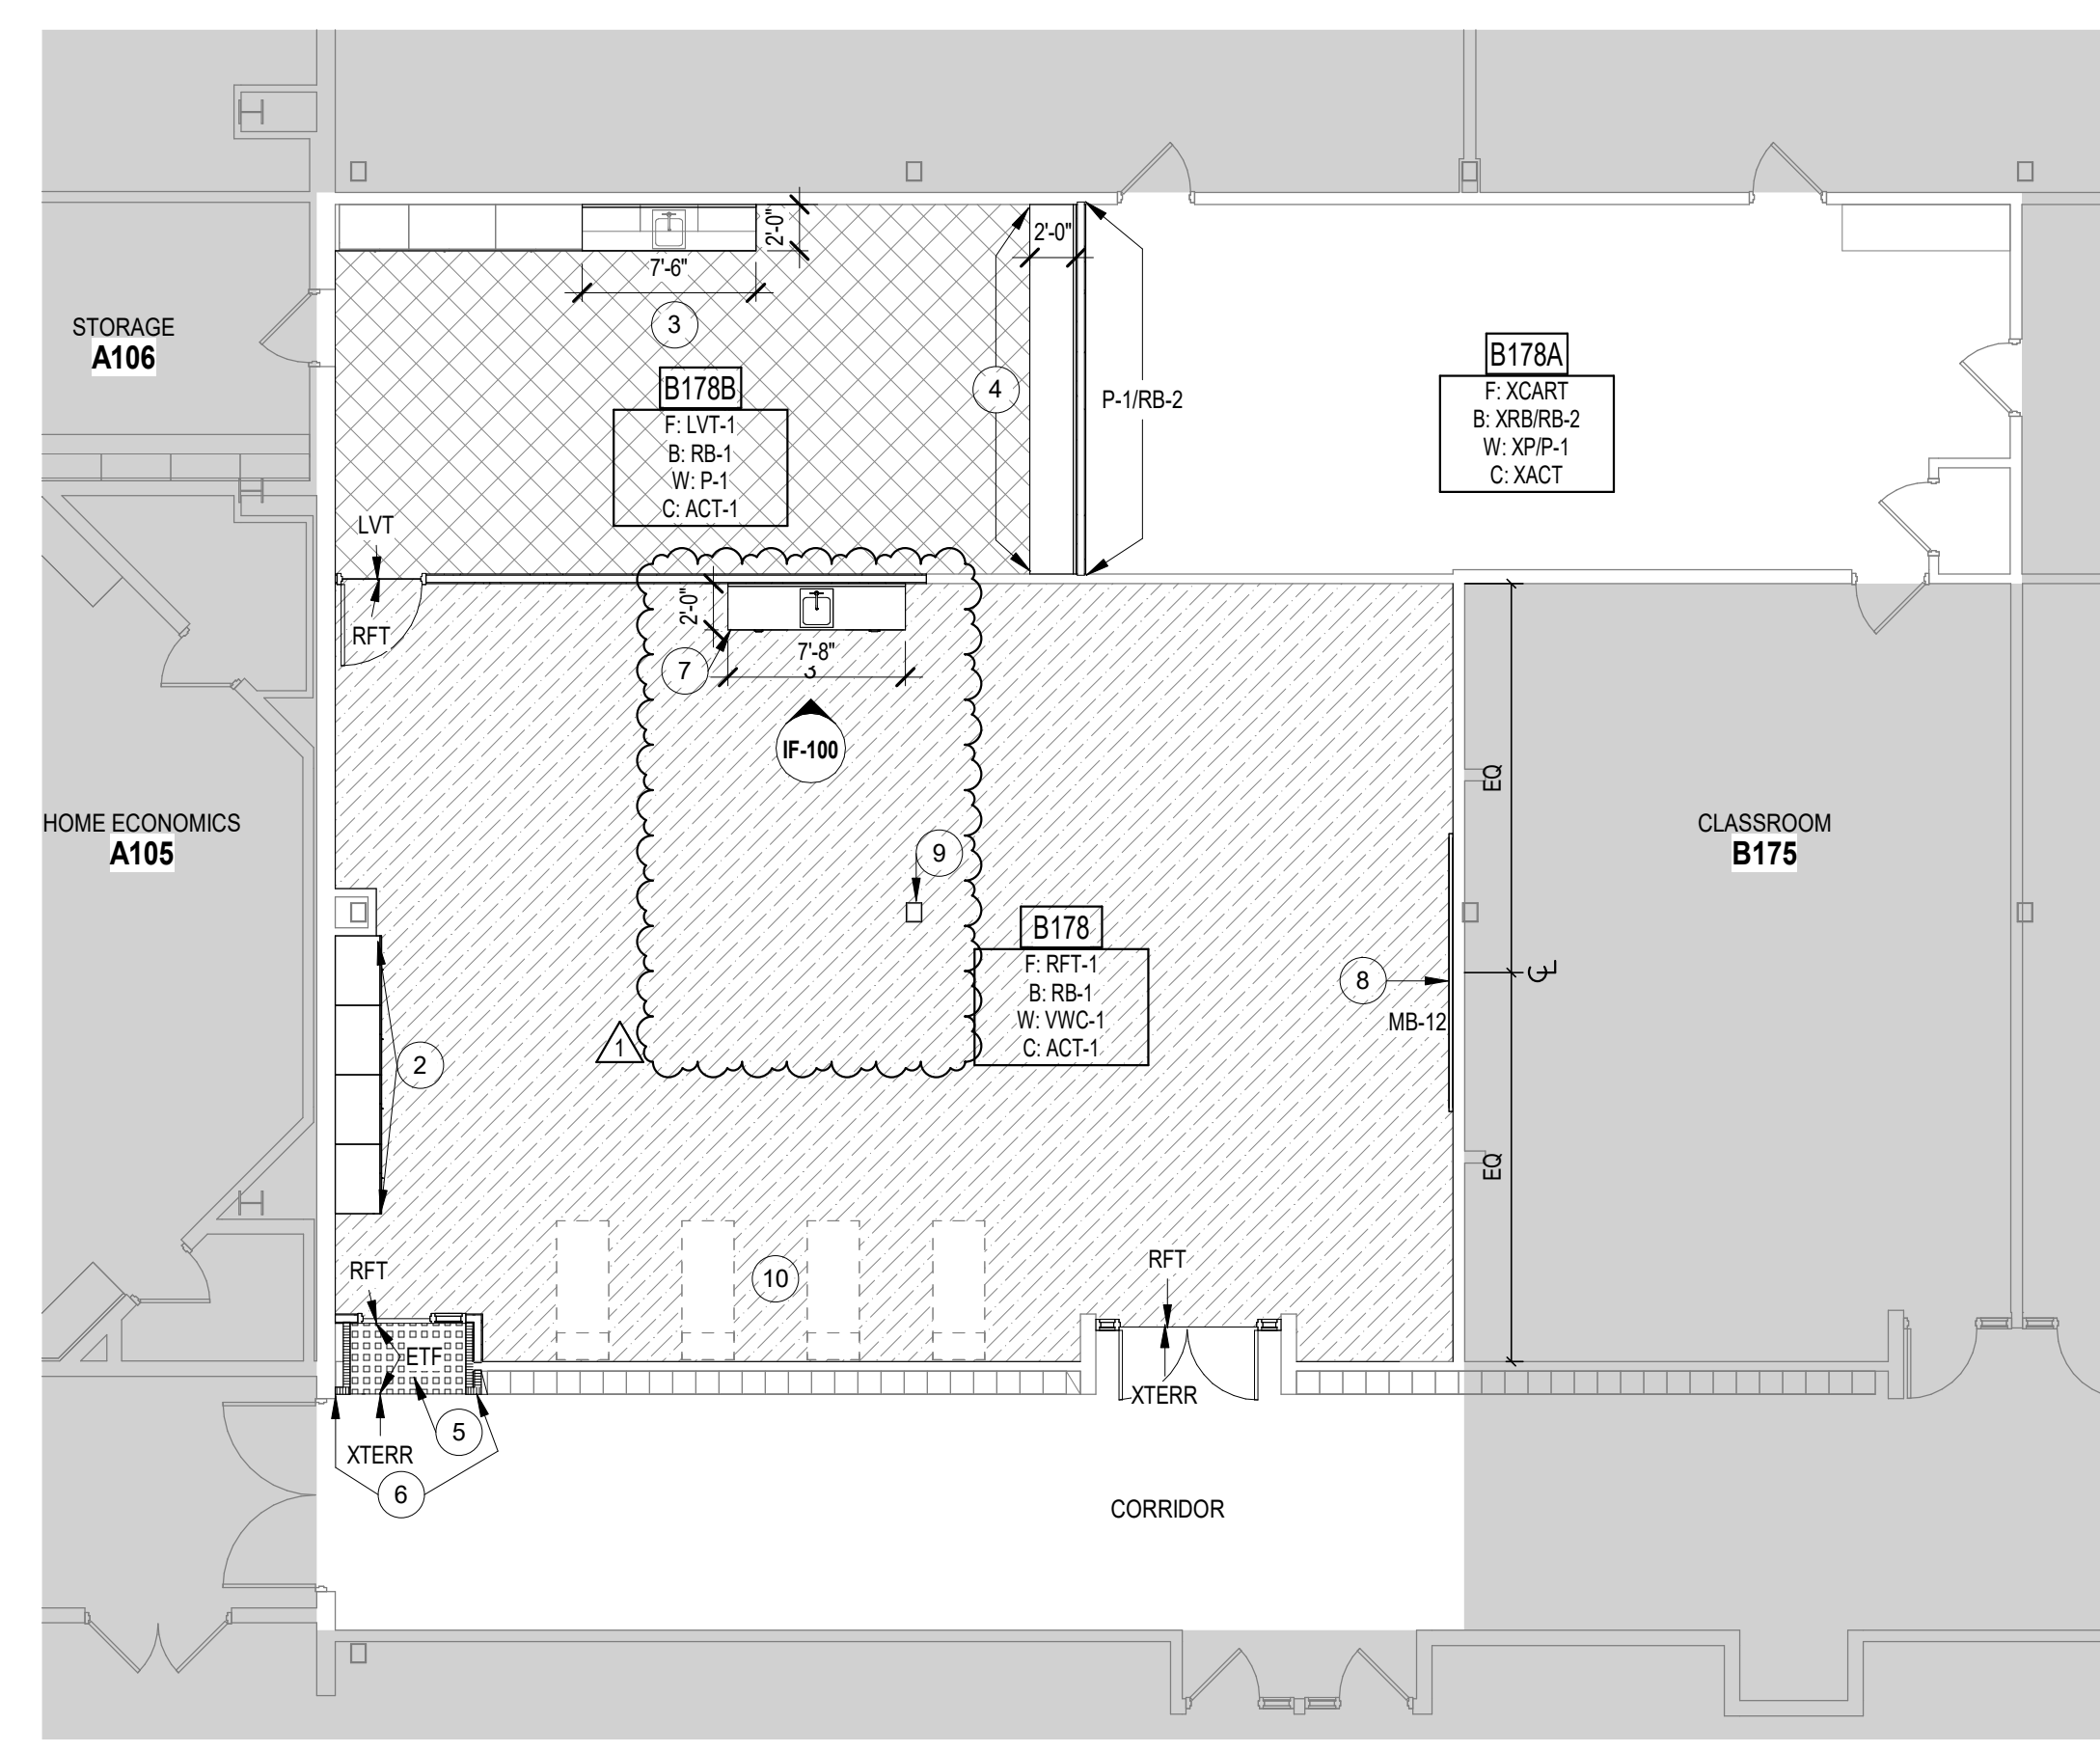 2'-0"
7'-6"
3
2'-0"
4
P-1/RB-2
STORAGE
A106
B178B
F: LVT-1
B: RB-1
W: P-1
C: ACT-1
B178A
F: XCART
B: XRB/RB-2
W: XP/P-1
C: XACT
LVT
RFT
2'-0"
7
7'-8"
3
IF-100
EQ
HOME ECONOMICS
A105
9
CLASSROOM
B175
B178
F: RFT-1
B: RB-1
W: VWC-1
C: ACT-1
8
CL
MB-12
1
2
EQ
10
RFT
RFT
ETF
XTERR
5
XTERR
6
CORRIDOR